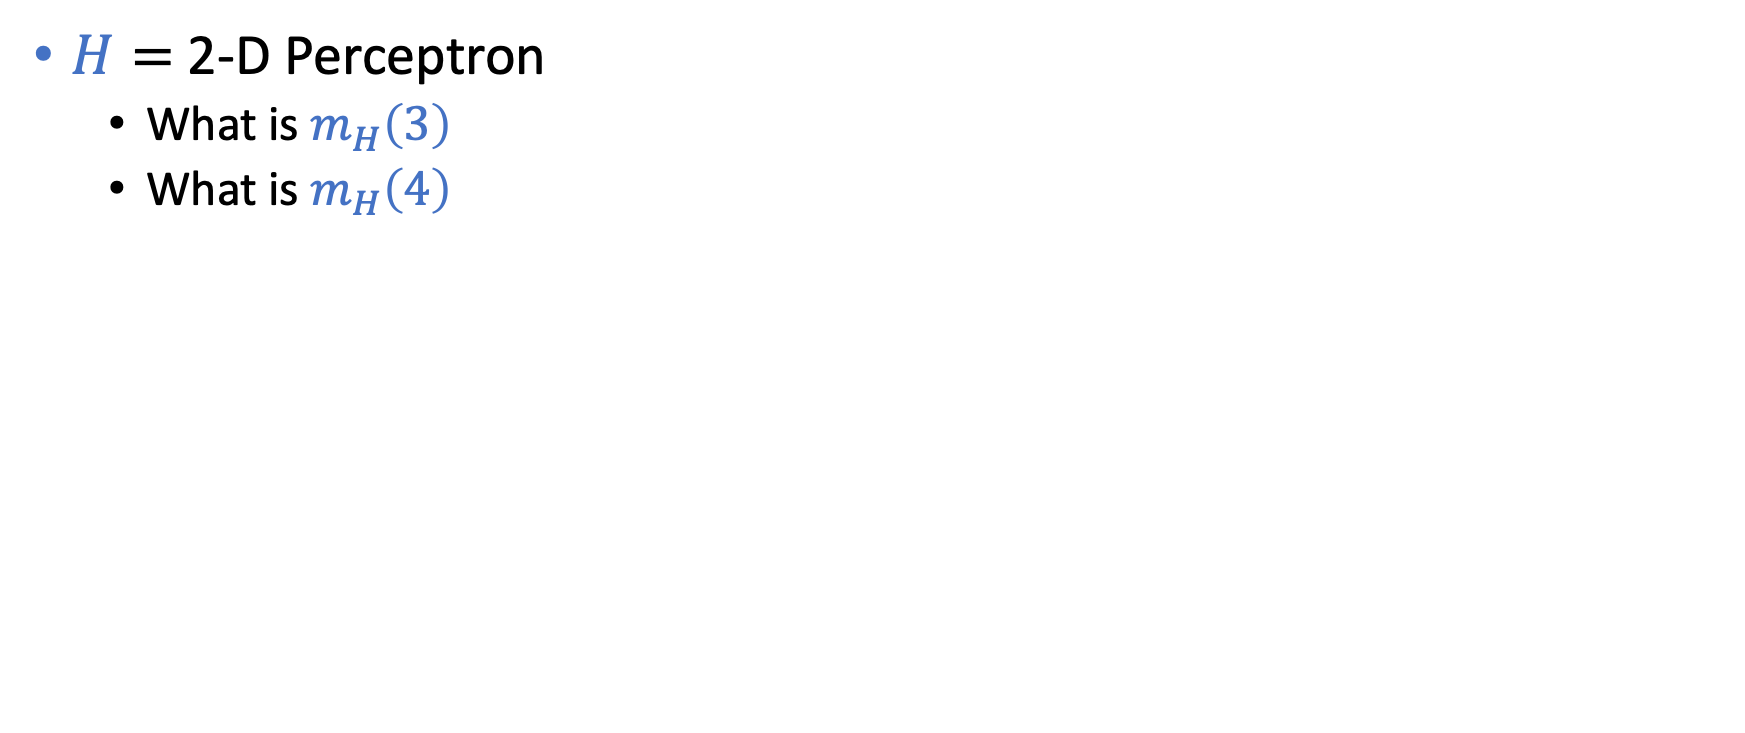 • H = 2-D Perceptron
• What is m_H(3)
• What is m_H(4)